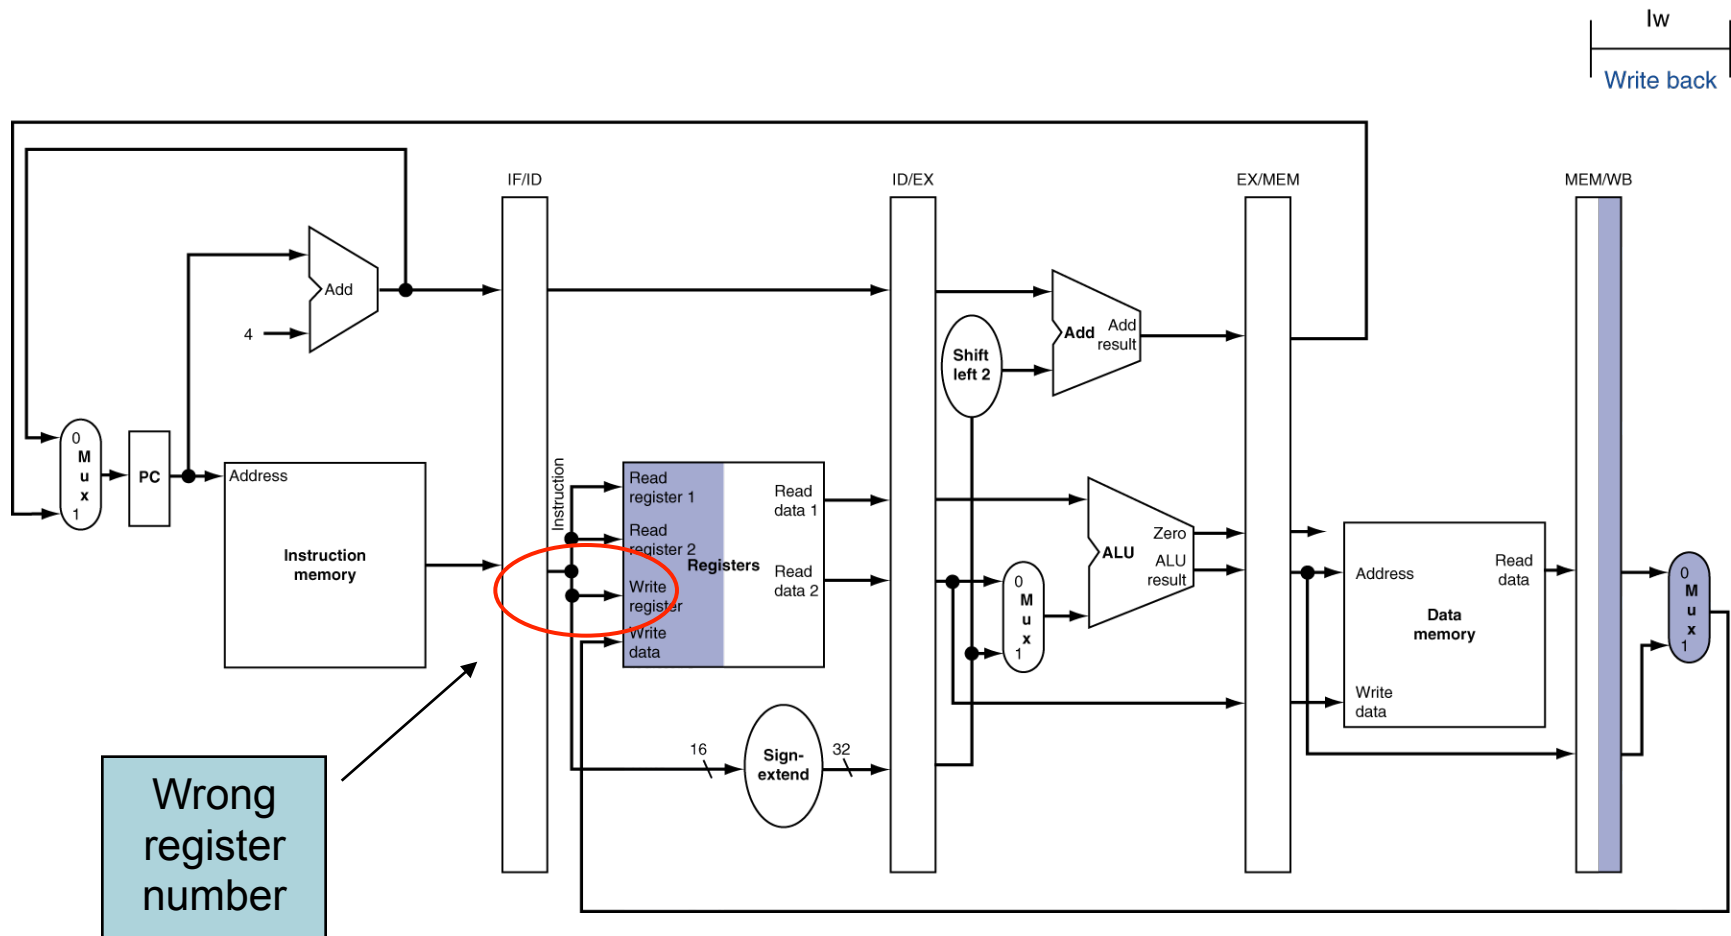 lw
Write back
IF/ID
ID/EX
EX/MEM
MEM/WB
Add
4
Add
Add
result
Shift
left 2
0
M
u
x
1
PC
Address
Instruction
memory
Instruction
Read
register 1
Read
register 2
Write
register
Write
data
Registers
Read
data 1
Read
data 2
0
M
u
x
1
Zero
ALU
ALU
result
Address
Read
data
Data
memory
Write
data
0
M
u
x
1
16
Sign-
extend
32
Wrong
register
number